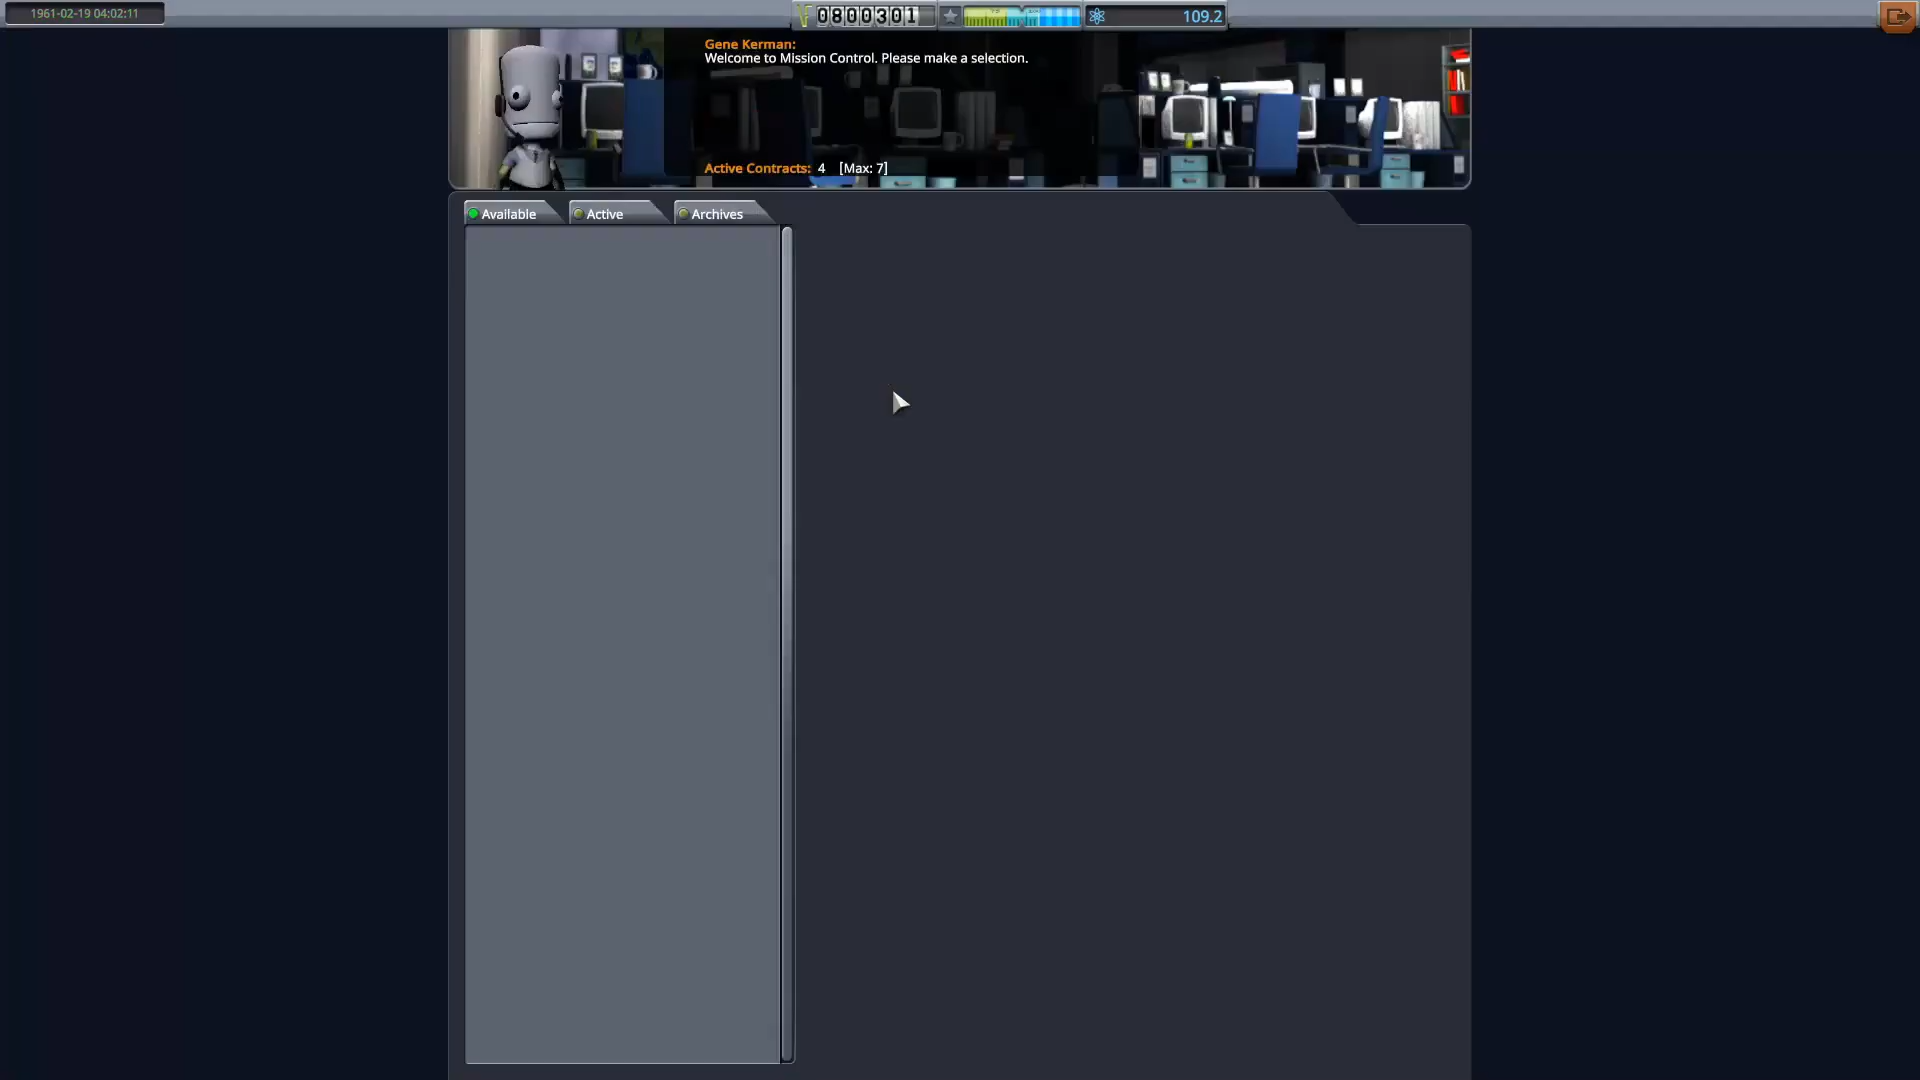 1961-02-19 04:02:11
0800301
109.2
Gene Kerman:
Welcome to Mission Control. Please make a selection.
Active Contracts: 4 [Max: 7]
Available
Active
Archives